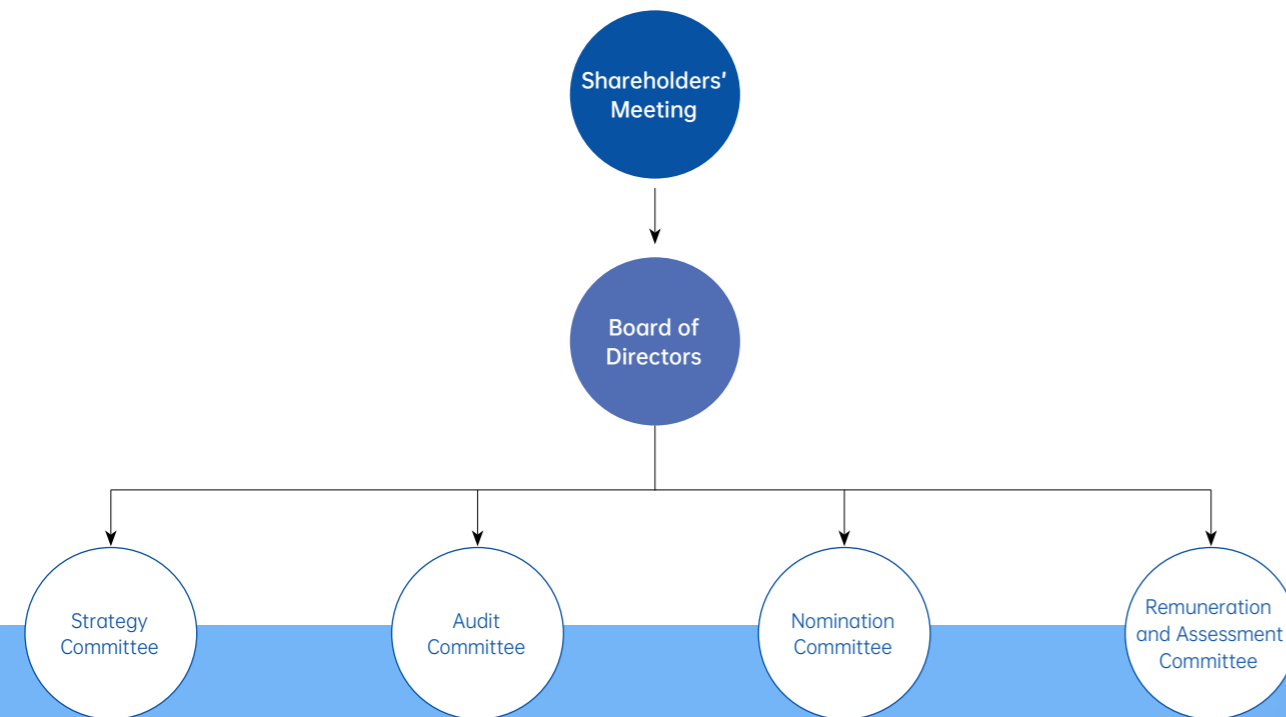 Shareholders'
Meeting
Board of
Directors
Strategy
Committee
Audit
Committee
Nomination
Committee
Remuneration
and Assessment
Committee